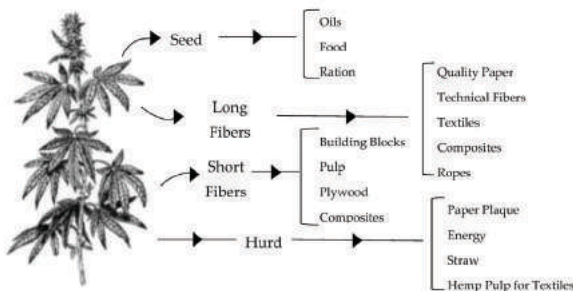 Seed
Oils
Food
Ration
Long
Fibers
Quality Paper
Technical Fibers
Textiles
Composites
Ropes
Short
Fibers
Building Blocks
Pulp
Plywood
Composites
Hurd
Paper Plaque
Energy
Straw
Hemp Pulp for Textiles